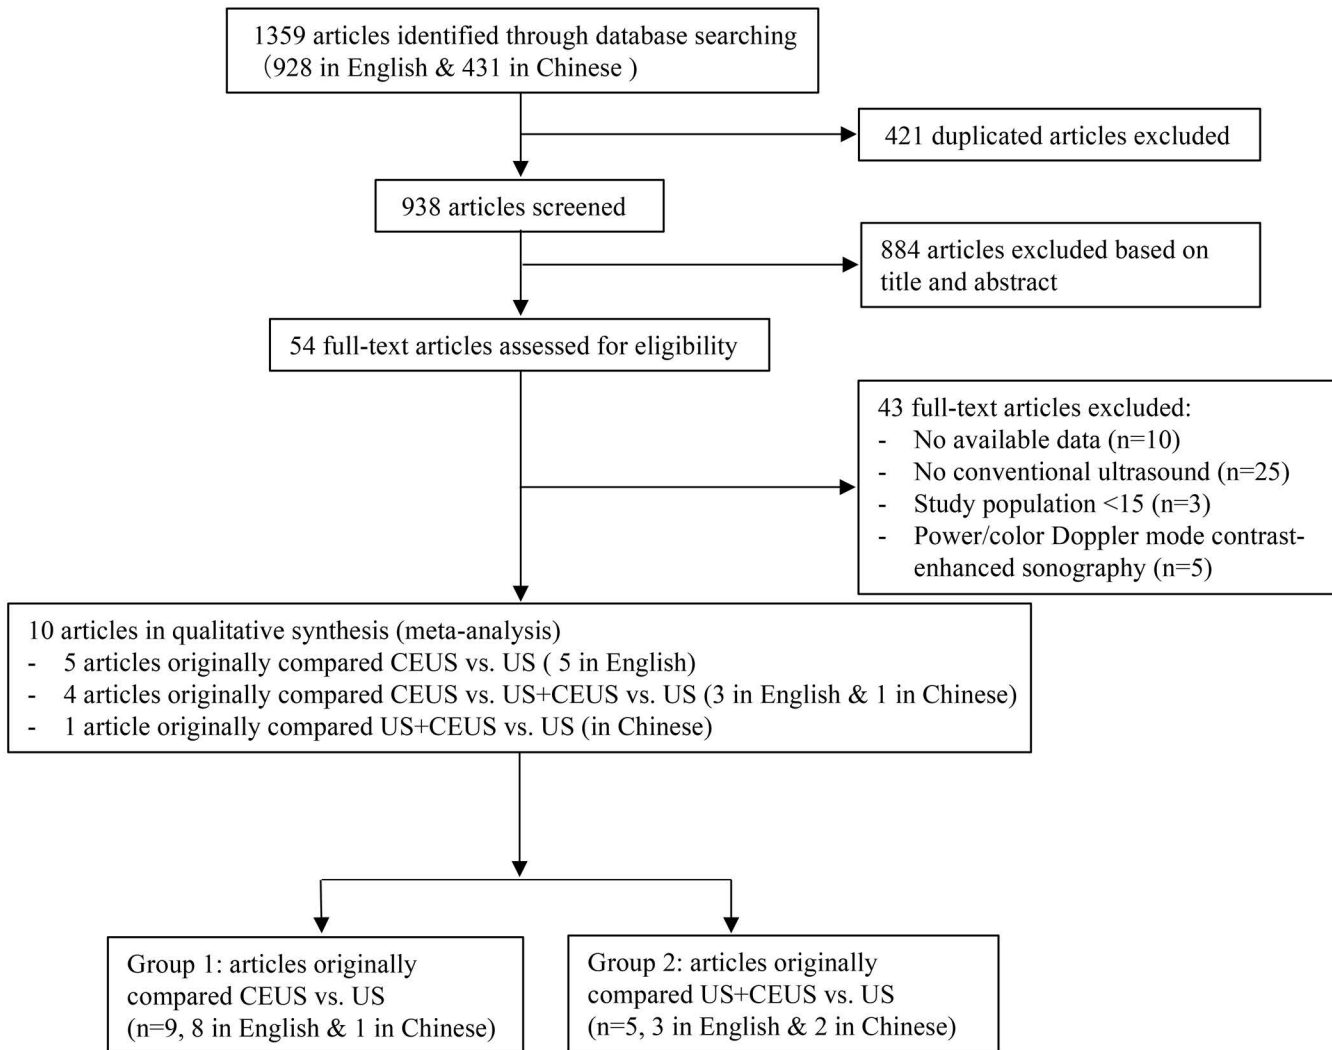 1359 articles identified through database searching
（928 in English & 431 in Chinese )
421 duplicated articles excluded
938 articles screened
884 articles excluded based on
title and abstract
54 full-text articles assessed for eligibility
43 full-text articles excluded:
- No available data (n=10)
- No conventional ultrasound (n=25)
- Study population <15 (n=3)
- Power/color Doppler mode contrast-
enhanced sonography (n=5)
10 articles in qualitative synthesis (meta-analysis)
- 5 articles originally compared CEUS vs. US ( 5 in English)
- 4 articles originally compared CEUS vs. US+CEUS vs. US (3 in English & 1 in Chinese)
- 1 article originally compared US+CEUS vs. US (in Chinese)
Group 1: articles originally
compared CEUS vs. US
(n=9, 8 in English & 1 in Chinese)
Group 2: articles originally
compared US+CEUS vs. US
(n=5, 3 in English & 2 in Chinese)